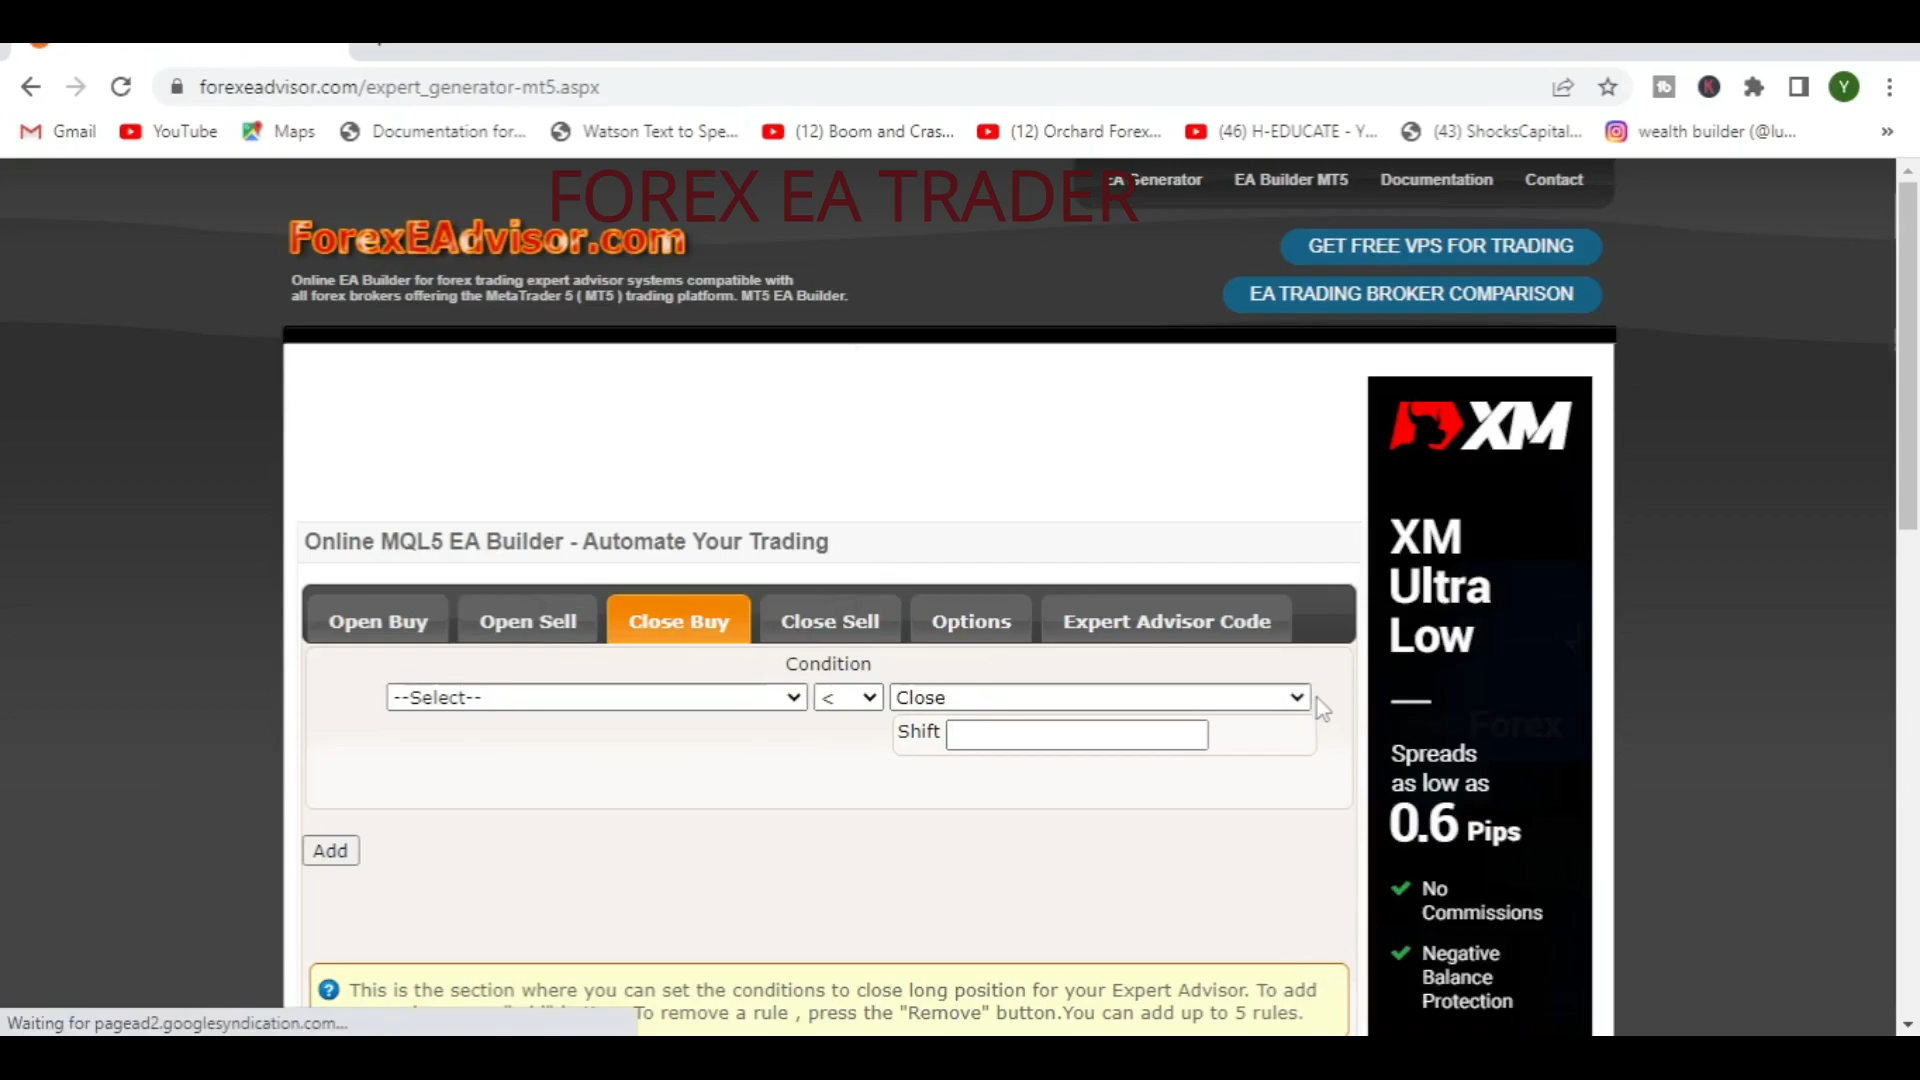 forexeadvisor.com/expert_generator-mt5.aspx
Y
Gmail
YouTube
Maps
Documentation for...
Watson Text to Spe...
(12) Boom and Cras...
(12) Orchard Forex...
(46) H-EDUCATE - Y...
(43) ShocksCapital...
wealth builder (@lu...
»
FOREX EA TRADER
EA Generator
EA Builder MT5
Documentation
Contact
ForexEAdvisor.com
GET FREE VPS FOR TRADING
Online EA Builder for forex trading expert advisor systems compatible with
all forex brokers offering the MetaTrader 5 ( MT5 ) trading platform. MT5 EA Builder.
EA TRADING BROKER COMPARISON
XM
XM
Ultra
Low
Spreads
as low as
0.6 Pips
No
Commissions
Negative
Balance
Protection
Forex
Online MQL5 EA Builder - Automate Your Trading
Open Buy
Open Sell
Close Buy
Close Sell
Options
Expert Advisor Code
Condition
--Select--
<
Close
Shift
Add
This is the section where you can set the conditions to close long position for your Expert Advisor. To add
To remove a rule , press the "Remove" button.You can add up to 5 rules.
Waiting for pagead2.googlesyndication.com...